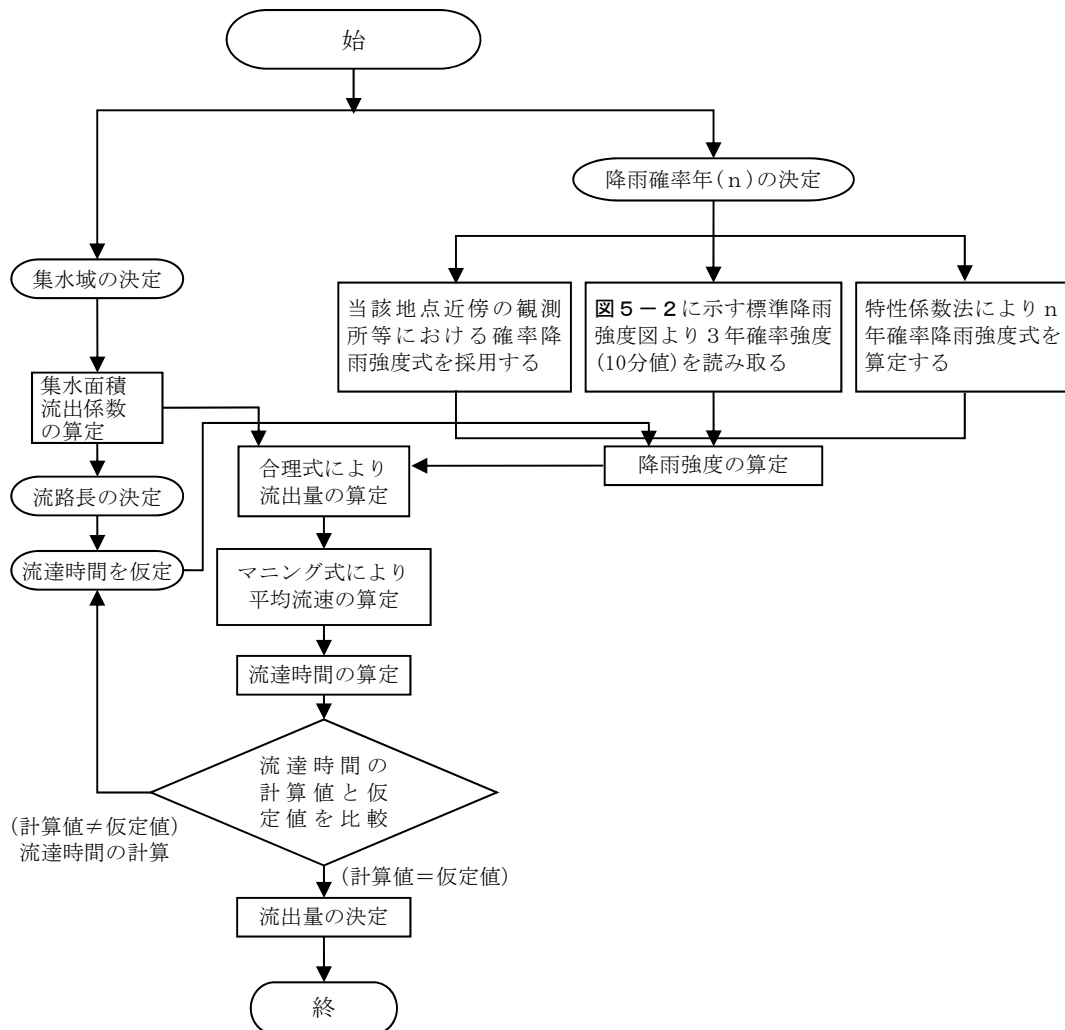 始
降雨確率年(n)の決定
集水域の決定
当該地点近傍の観測
所等における確率降
雨強度式を採用する
図5-2に示す標準降雨
強度図より3年確率強度
(10分値)を読み取る
特性係数法によりn
年確率降雨強度式を
算定する
集水面積
流出係数
の算定
合理式により
流出量の算定
降雨強度の算定
流路長の決定
流達時間を仮定
マニング式により
平均流速の算定
流達時間の算定
流達時間の
計算値と仮
定値を比較
(計算値≠仮定値)
流達時間の計算
(計算値=仮定値)
流出量の決定
終